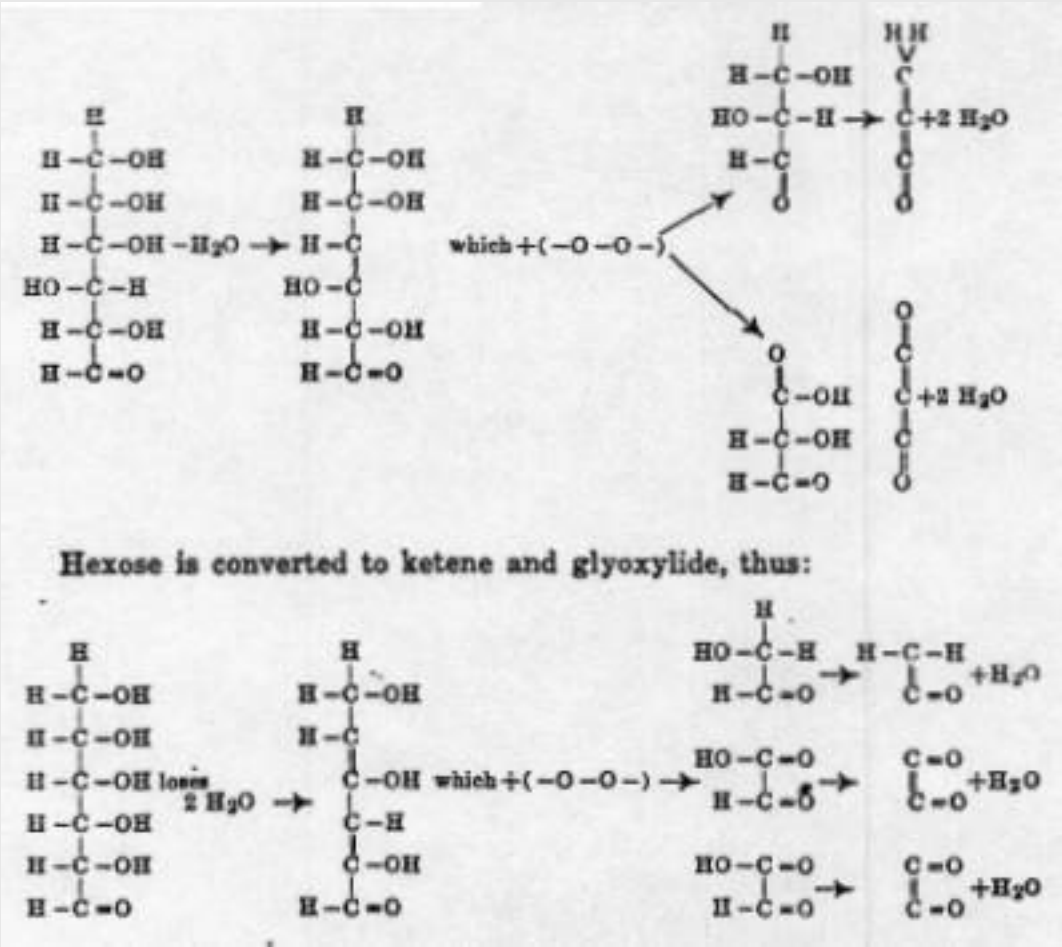 H H H
H-C-OH C
H H HO-C-H → C +2 H₂O
H-C-OH H-C-OH H-C C
H-C-OH H-C-OH O O
H-C-OH -H₂O → H-C which+(-O-O-)
HO-C-H HO-C
H-C-OH H-C-OH O
H-C=O H-C=O O C
C-OH C +2 H₂O
H-C-OH C
H-C=O O
Hexose is converted to ketene and glyoxylide, thus:
H
H H HO-C-H → H-C-H +H₂O
H-C-OH H-C-OH H-C=O C=O
H-C-OH H-C
H-C-OH loses C-OH which+(-O-O-) → HO-C=O → C=O +H₂O
2 H₂O →
H-C-OH C-H H-C=O C=O
H-C-OH C-OH HO-C=O → C=O +H₂O
H-C=O H-C=O H-C=O C=O